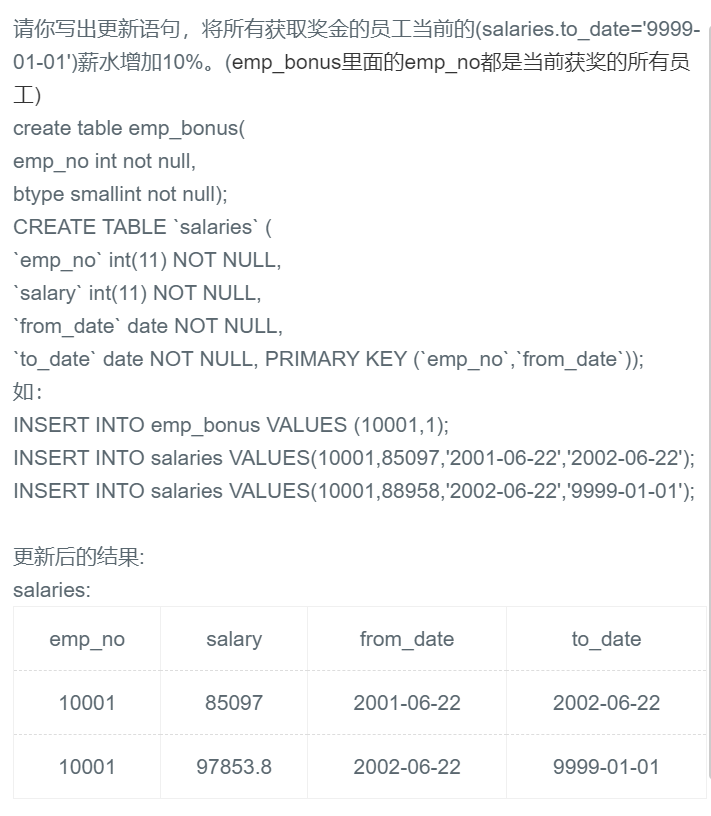 请你写出更新语句，将所有获取奖金的员工当前的(salaries.to_date='9999-
01-01')薪水增加10%。(emp_bonus里面的emp_no都是当前获奖的所有员
工)
create table emp_bonus(
emp_no int not null,
btype smallint not null);
CREATE TABLE `salaries` (
`emp_no` int(11) NOT NULL,
`salary` int(11) NOT NULL,
`from_date` date NOT NULL,
`to_date` date NOT NULL, PRIMARY KEY (`emp_no`,`from_date`));
如：
INSERT INTO emp_bonus VALUES (10001,1);
INSERT INTO salaries VALUES(10001,85097,'2001-06-22','2002-06-22');
INSERT INTO salaries VALUES(10001,88958,'2002-06-22','9999-01-01');
更新后的结果:
salaries:
emp_no salary from_date to_date
10001 85097 2001-06-22 2002-06-22
10001 97853.8 2002-06-22 9999-01-01